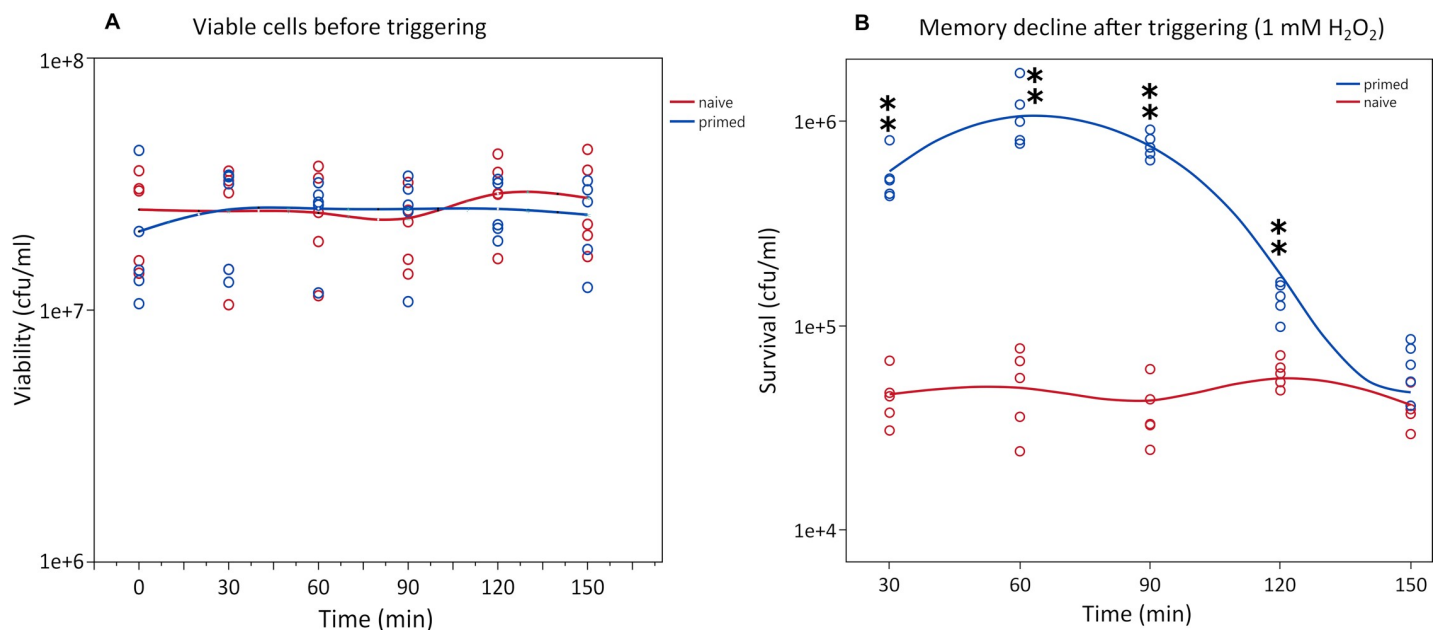 A
Viable cells before triggering
1e+8
1e+7
1e+6
Viability (cfu/ml)
0 30 60 90 120 150
Time (min)
naive
primed
B
Memory decline after triggering (1 mM H₂O₂)
1e+6
1e+5
1e+4
Survival (cfu/ml)
** ** ** **
30 60 90 120 150
Time (min)
primed
naive